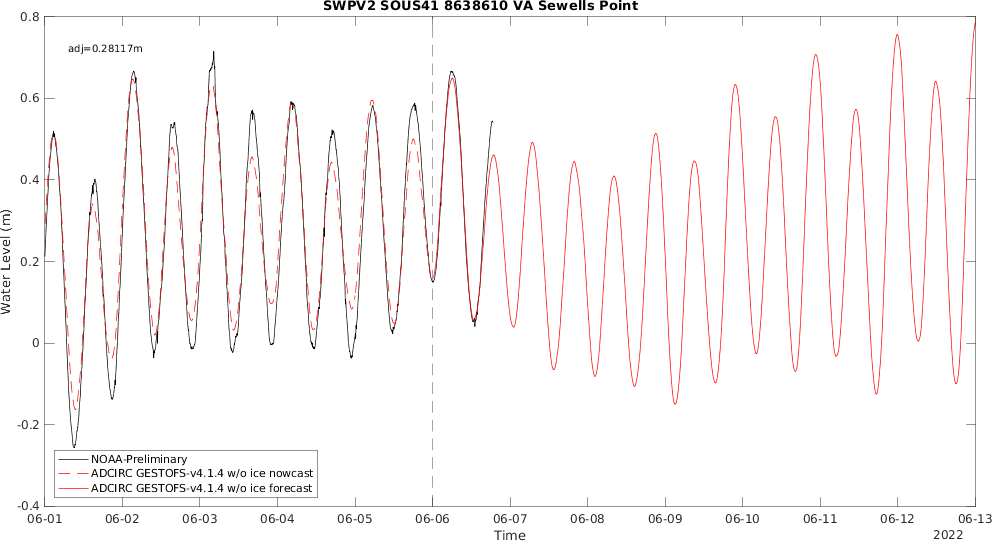 SWPV2 SOUS41 8638610 VA Sewells Point
adj=0.28117m
0.8
0.6
0.4
0.2
0
-0.2
-0.4
Water Level (m)
NOAA-Preliminary
ADCIRC GESTOFS-v4.1.4 w/o ice nowcast
ADCIRC GESTOFS-v4.1.4 w/o ice forecast
06-01 06-02 06-03 06-04 06-05 06-06 06-07 06-08 06-09 06-10 06-11 06-12 06-13
Time
2022